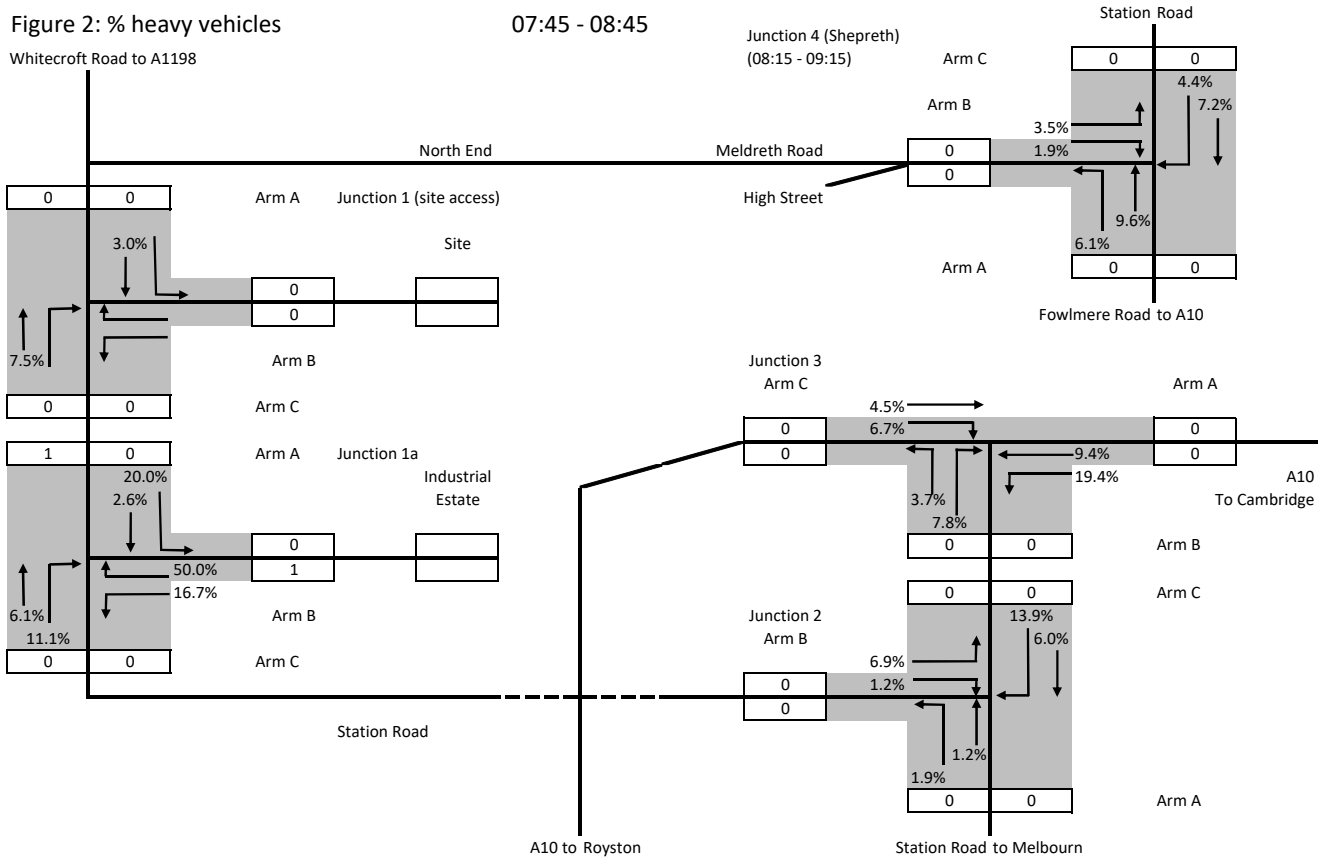 Figure 2: % heavy vehicles
07:45 - 08:45
Whitecroft Road to A1198
Junction 4 (Shepreth)
(08:15 - 09:15)
Station Road
Arm C
0 0
4.4%
7.2%
Arm B
3.5%
1.9%
North End
Meldreth Road
0
0
High Street
9.6%
6.1%
Arm A
0 0
Fowlmere Road to A10
0 0
Arm A
Junction 1 (site access)
3.0%
Site
0
0
7.5%
Arm B
0 0
Arm C
1 0
Arm A
Junction 1a
20.0%
2.6%
Industrial
Estate
0
1
50.0%
16.7%
6.1%
11.1%
Arm B
0 0
Arm C
Station Road
Junction 3
Arm C
Arm A
4.5%
6.7%
0
0
0
0
9.4%
19.4%
A10
To Cambridge
3.7%
7.8%
0 0
Arm B
0 0
Arm C
Junction 2
Arm B
13.9%
6.0%
6.9%
1.2%
0
0
1.2%
1.9%
0 0
Arm A
A10 to Royston
Station Road to Melbourn